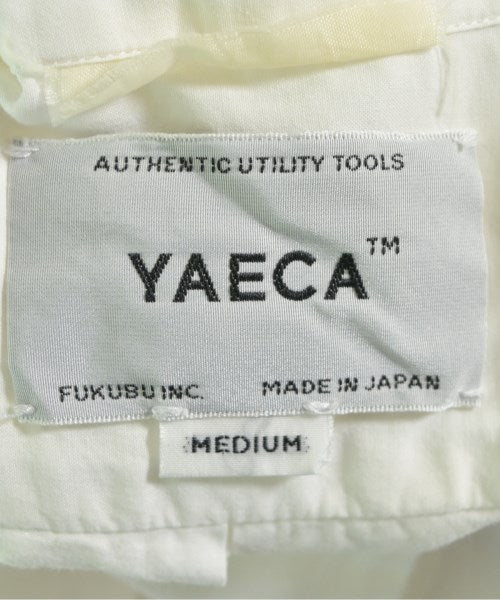 AUTHENTIC UTILITY TOOLS
YAECA™
FUKUBU INC. MADE IN JAPAN
MEDIUM